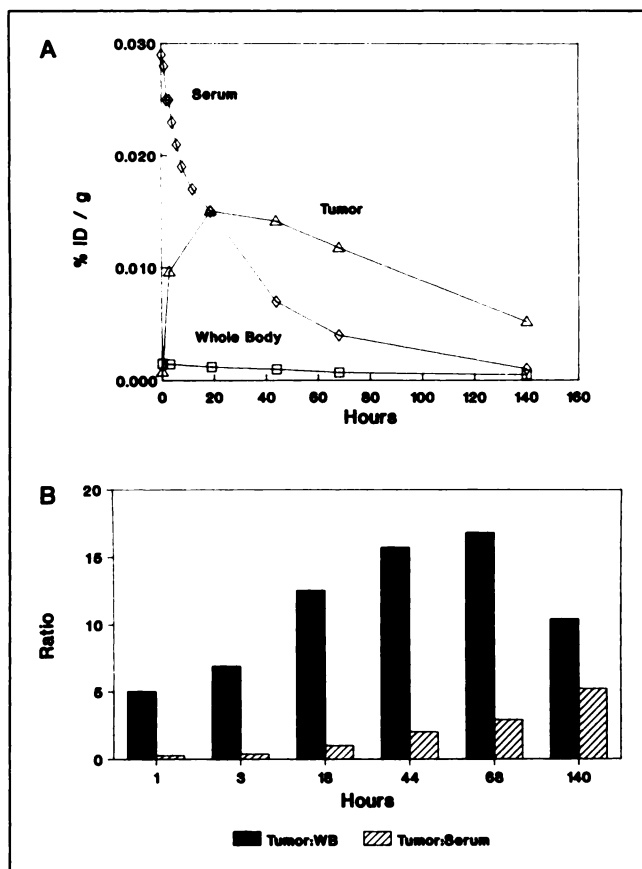 A
0.030
Serum
0.020
% ID / g
Tumor
0.010
Whole Body
0.000
0 20 40 60 80 100 120 140 160
Hours
B
20
15
Ratio
10
5
0
1 3 18 44 68 140
Hours
Tumor:WB Tumor:Serum